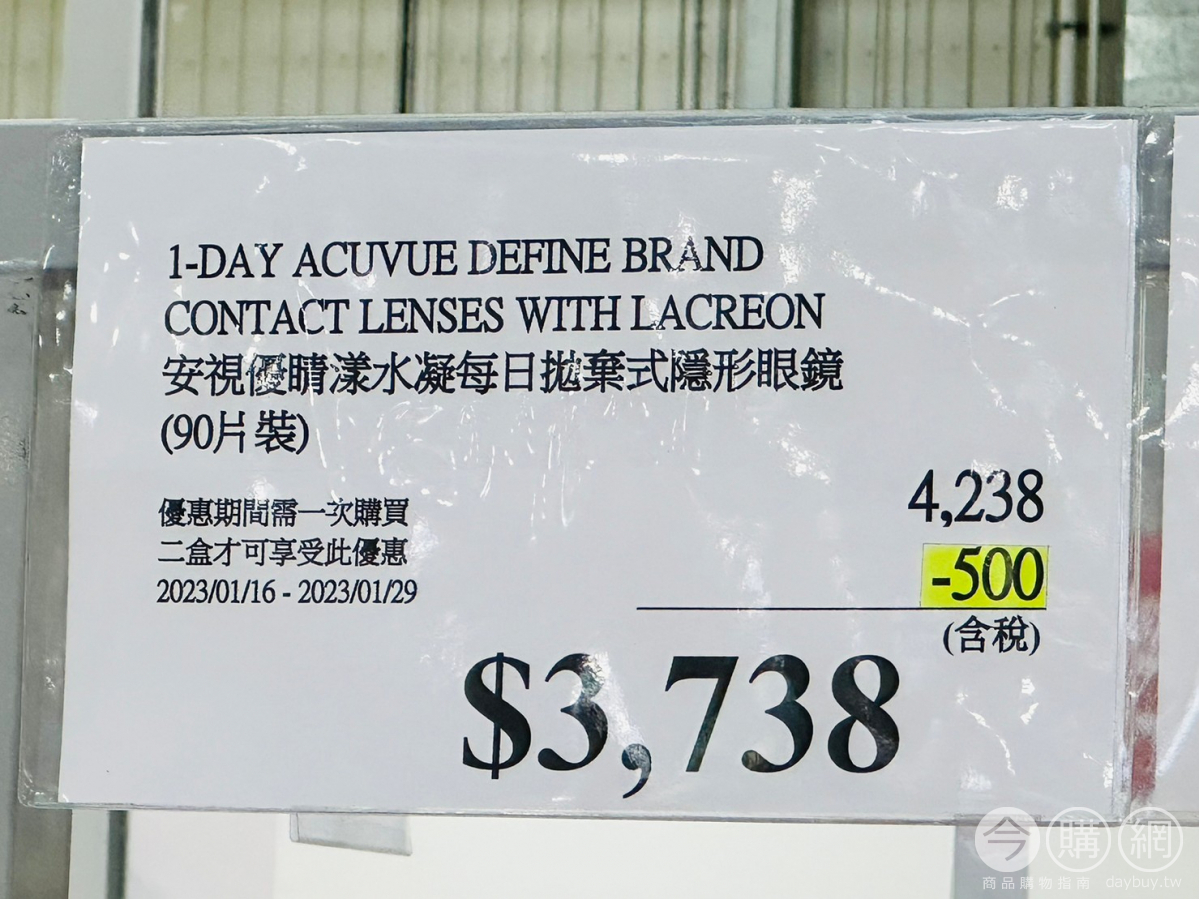 1-DAY ACUVUE DEFINE BRAND
CONTACT LENSES WITH LACREON
安視優睛漾水凝每日拋棄式隱形眼鏡
(90片裝)
優惠期間需一次購買
二盒才可享受此優惠
2023/01/16 - 2023/01/29
4,238
-500
(含稅)
$3,738
今購網
商品購物指南 daybuy.tw